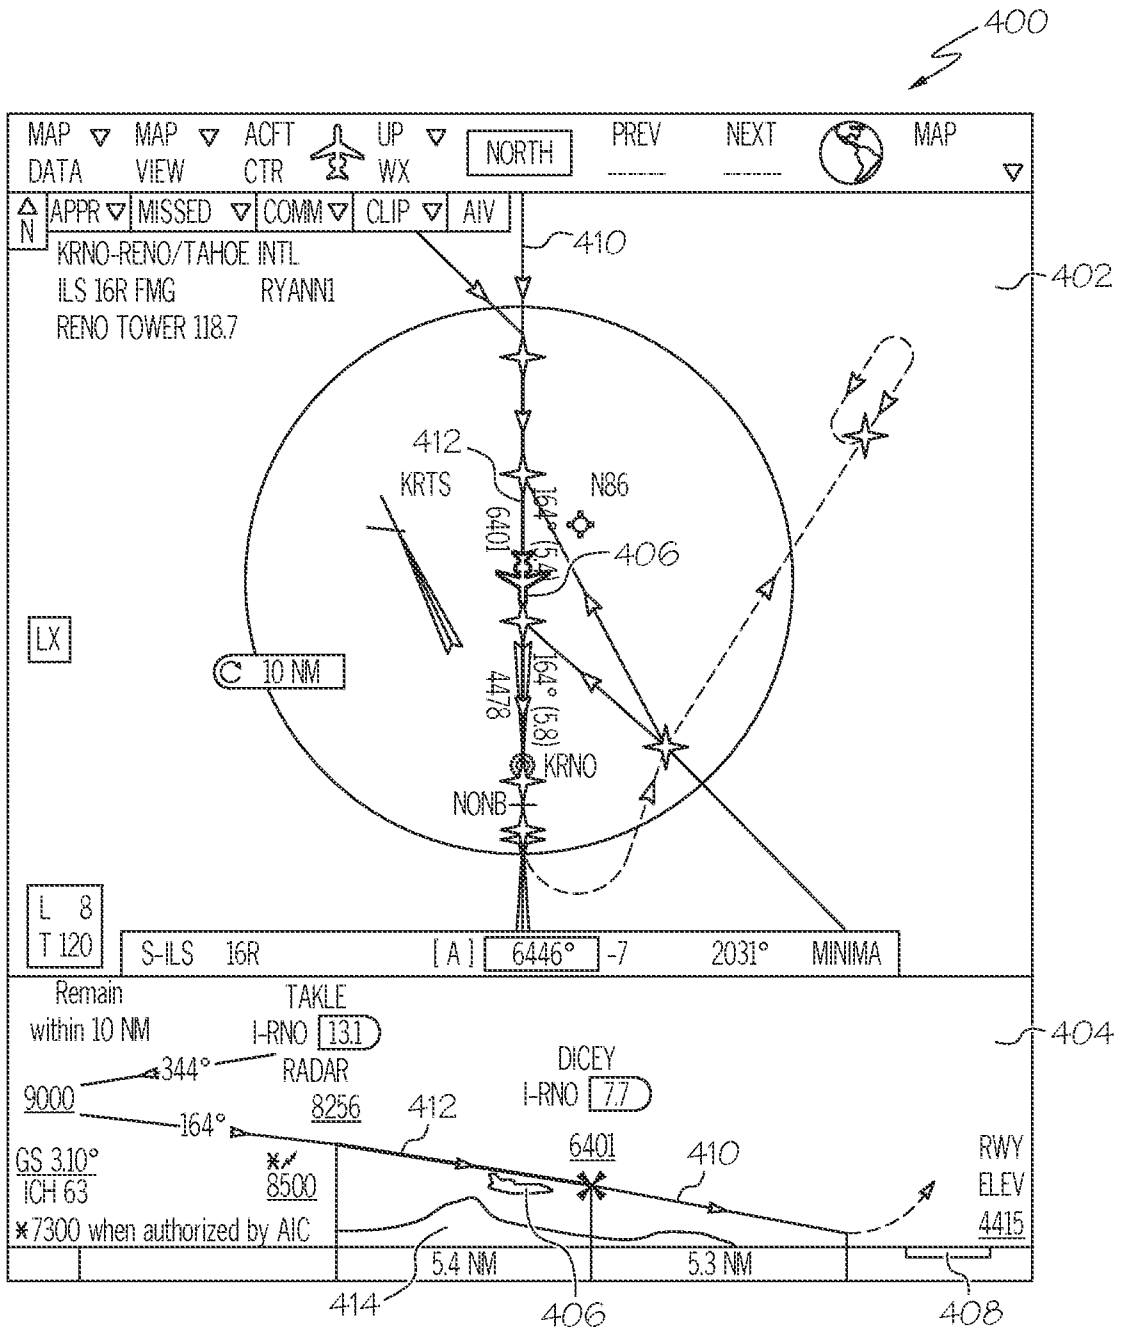 400
MAP MAP ACFT UP NORTH PREV NEXT MAP
DATA VIEW CTR WX
N APPR MISSED COMM CLIP AIV
410
KRNO-RENO/TAHOE INTL
ILS 16R FMG RYANN1
402
RENO TOWER 118.7
412
KRTS
N86
164° (5.4)
6401
406
LX
10 NM
164° (5.8)
4478
KRNO
NONB
L 8
T 120
S-ILS 16R [A] 6446° -7 2031° MINIMA
Remain
within 10 NM
TAKLE
I-RNO 13.1
RADAR
8256
404
DICEY
I-RNO 7.7
344°
9000
164°
412
6401
410
RWY
ELEV
4415
GS 3.10°
ICH 63
8500
7300 when authorized by AIC
5.4 NM 5.3 NM
414 406 408